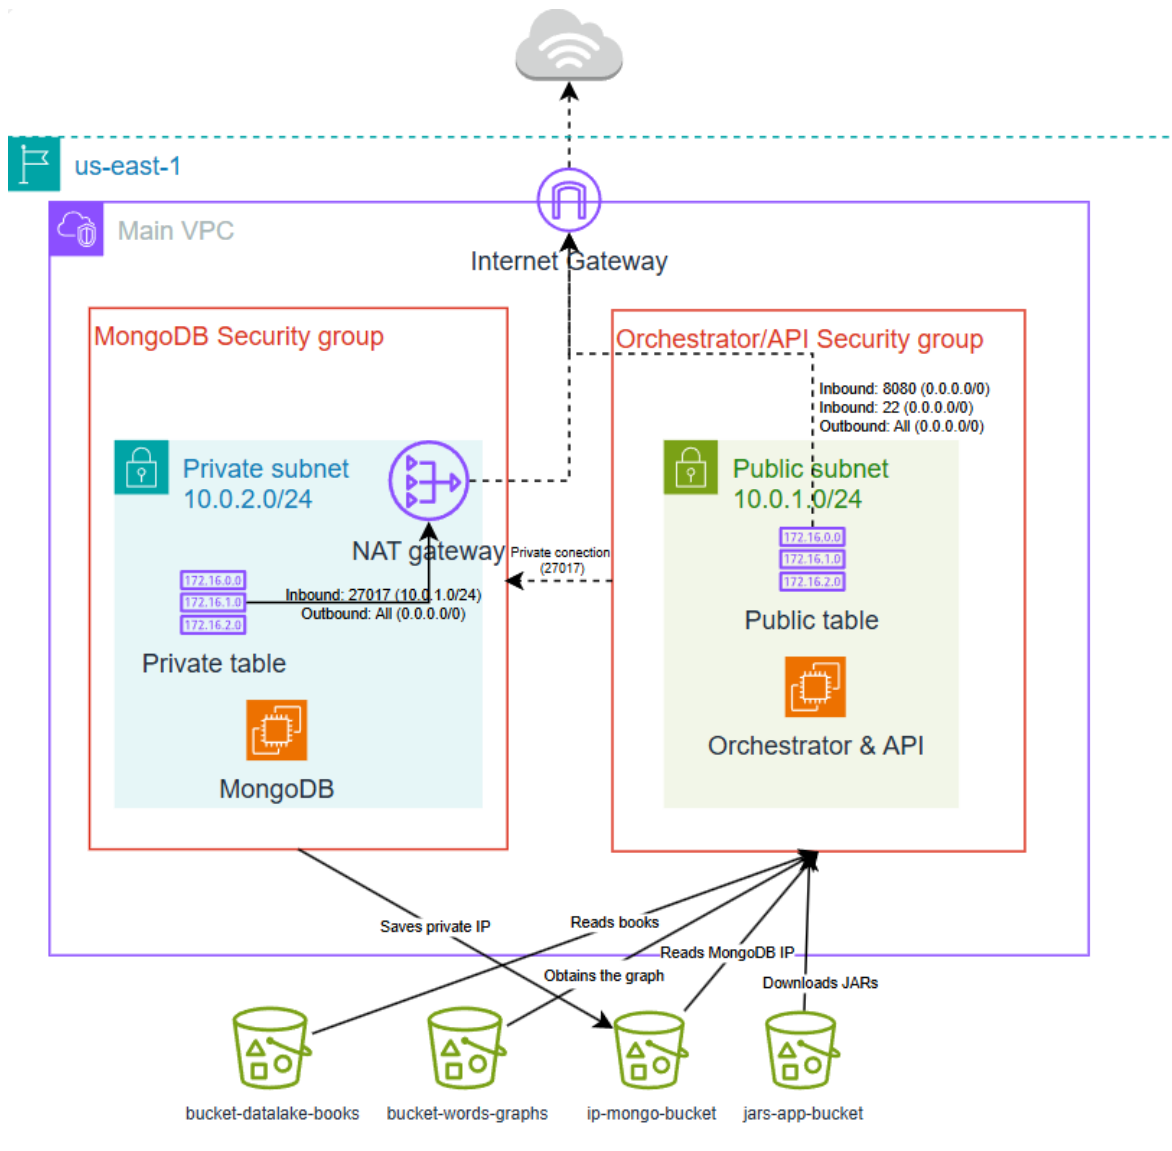 us-east-1
Main VPC
Internet Gateway
MongoDB Security group
Orchestrator/API Security group
Inbound: 8080 (0.0.0.0/0)
Inbound: 22 (0.0.0.0/0)
Outbound: All (0.0.0.0/0)
Private subnet
10.0.2.0/24
Public subnet
10.0.1.0/24
NAT gateway
Private conection
(27017)
172.16.0.0
172.16.1.0
172.16.2.0
Public table
172.16.0.0
172.16.1.0
172.16.2.0
Inbound: 27017 (10.0.1.0/24)
Outbound: All (0.0.0.0/0)
Private table
Orchestrator & API
MongoDB
Saves private IP
Reads books
Reads MongoDB IP
Obtains the graph
Downloads JARs
bucket-datalake-books
bucket-words-graphs
ip-mongo-bucket
jars-app-bucket